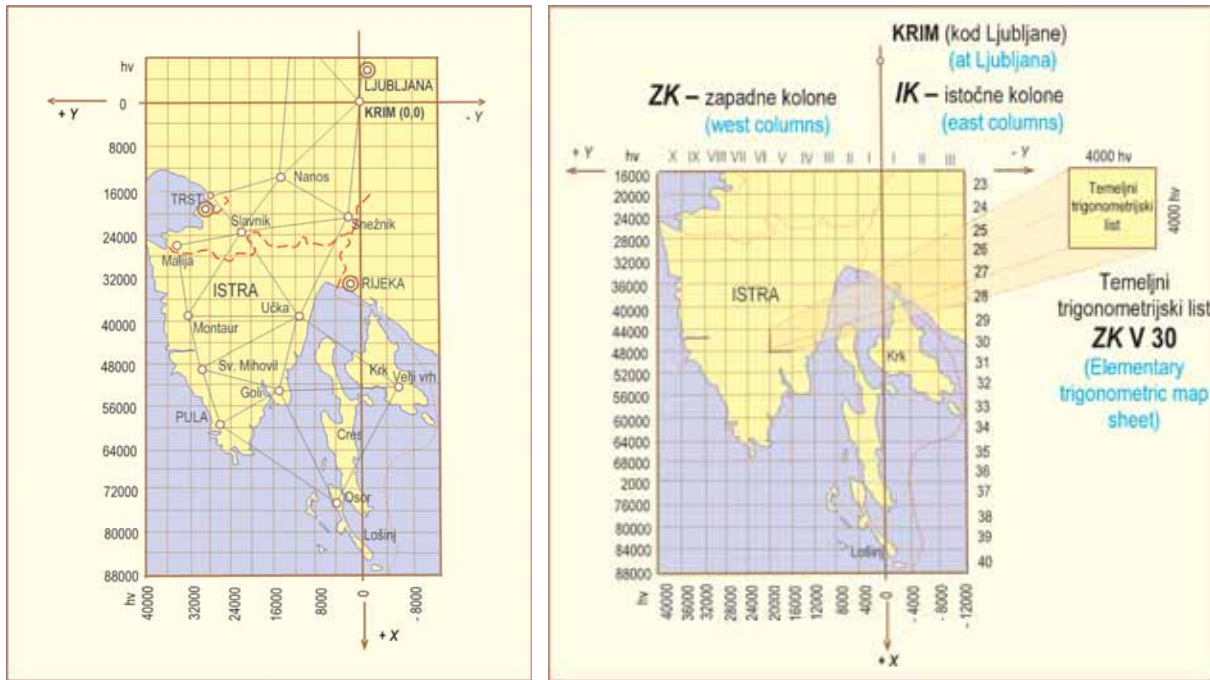 hv
LJUBLJANA
+ Y
0
KRIM (0,0)
- Y
8000
Nanos
16000
TRST
Slavnik
Snežnik
24000
Malija
32000
ISTRA
RIJEKA
Učka
40000
Montaur
48000
Sv. Mihovil
Krk
Velji vrh
Goli
56000
PULA
Cres
64000
72000
Osor
80000
Lošinj
88000
hv
40000
32000
24000
16000
8000
0
- 8000
+ X
KRIM (kod Ljubljane)
(at Ljubljana)
ZK – zapadne kolone
(west columns)
IK – istočne kolone
(east columns)
+ Y
hv
X IX VIII VII VI V IV III II I I II III
- Y
4000 hv
Temeljni
trigonometrijski
list
4000 hv
16000
20000
24000
28000
32000
36000
40000
44000
48000
52000
56000
60000
64000
68000
2000
76000
80000
84000
88000
23
24
25
26
27
28
29
30
31
32
33
34
35
36
37
38
39
40
ISTRA
Krk
Lošinj
Temeljni
trigonometrijski list
ZK V 30
(Elementary
trigonometric map
sheet)
hv
40000
36000
32000
28000
24000
20000
16000
12000
8000
4000
0
- 4000
- 8000
- 12000
+ X